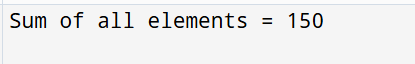 Sum of all elements = 150